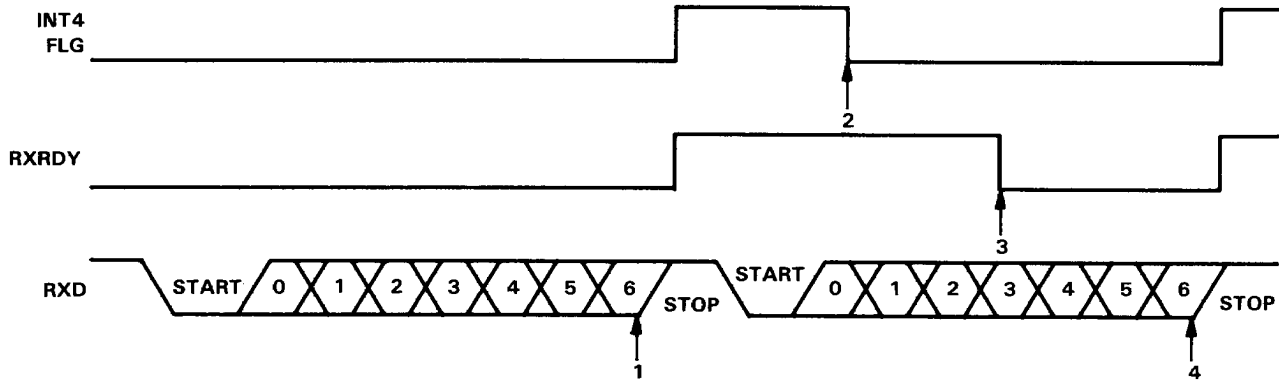 INT4
FLG
2
RXRDY
3
RXD START 0 1 2 3 4 5 6 STOP START 0 1 2 3 4 5 6 STOP
1 4